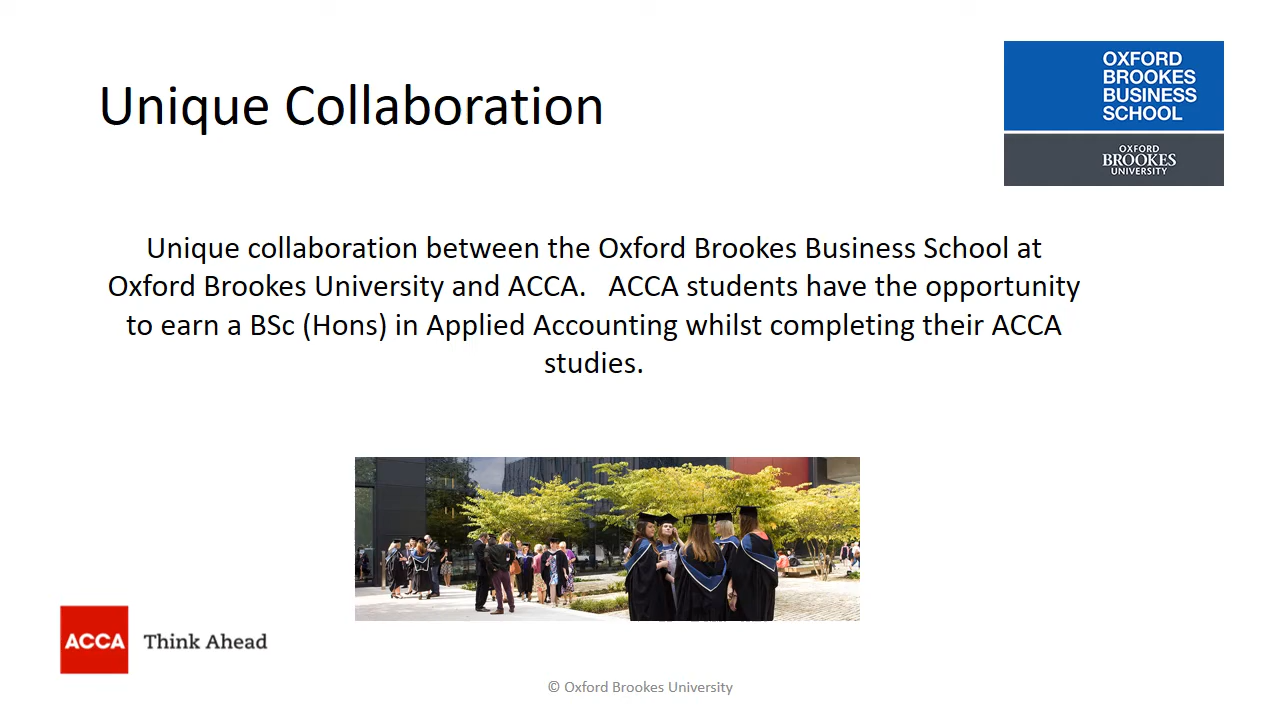 Unique Collaboration
OXFORD
BROOKES
BUSINESS
SCHOOL
OXFORD
BROOKES
UNIVERSITY
Unique collaboration between the Oxford Brookes Business School at
Oxford Brookes University and ACCA.   ACCA students have the opportunity
to earn a BSc (Hons) in Applied Accounting whilst completing their ACCA
studies.
ACCA Think Ahead
© Oxford Brookes University